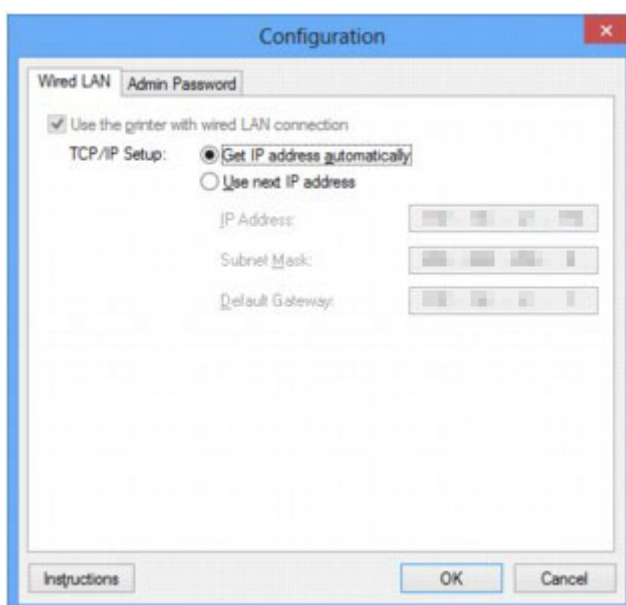 Configuration
Wired LAN Admin Password
Use the printer with wired LAN connection
TCP/IP Setup: Get IP address automatically
Use next IP address
IP Address:
Subnet Mask:
Default Gateway:
Instructions OK Cancel